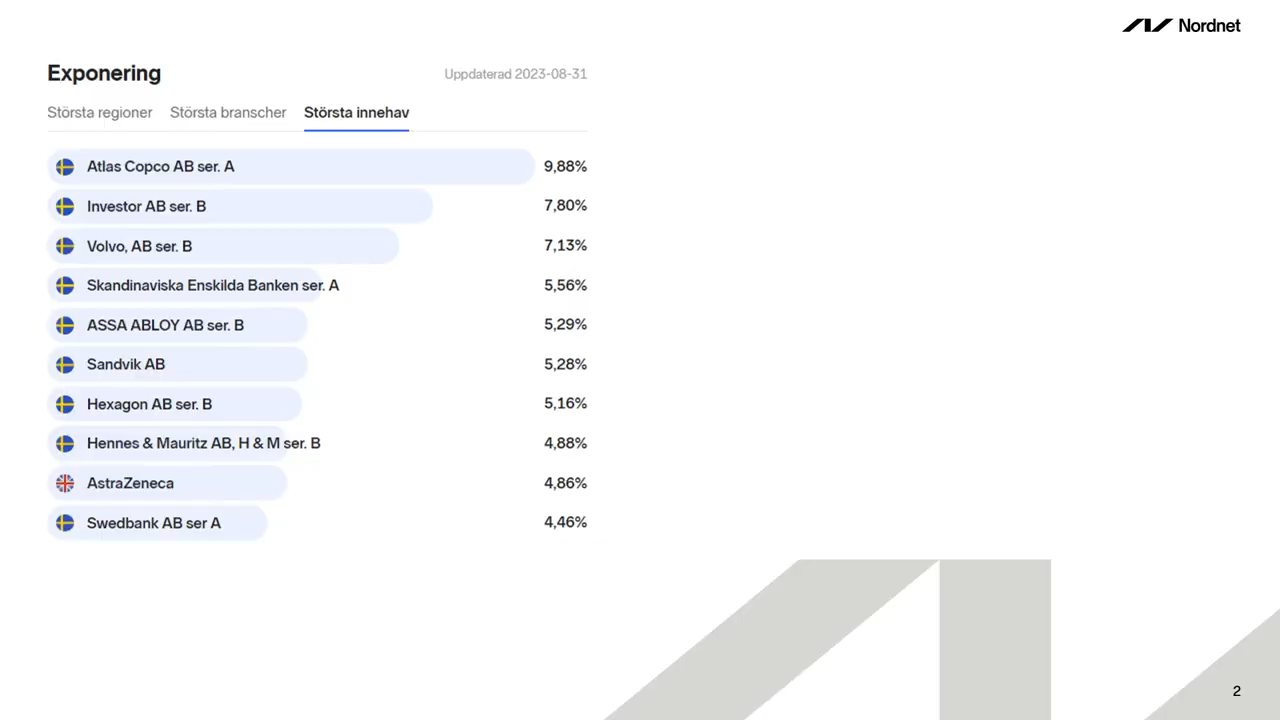 Nordnet
Exponering
Uppdaterad 2023-08-31
Största regioner Största branscher Största innehav
Atlas Copco AB ser. A 9,88%
Investor AB ser. B 7,80%
Volvo, AB ser. B 7,13%
Skandinaviska Enskilda Banken ser. A 5,56%
ASSA ABLOY AB ser. B 5,29%
Sandvik AB 5,28%
Hexagon AB ser. B 5,16%
Hennes & Mauritz AB, H & M ser. B 4,88%
AstraZeneca 4,86%
Swedbank AB ser A 4,46%
2